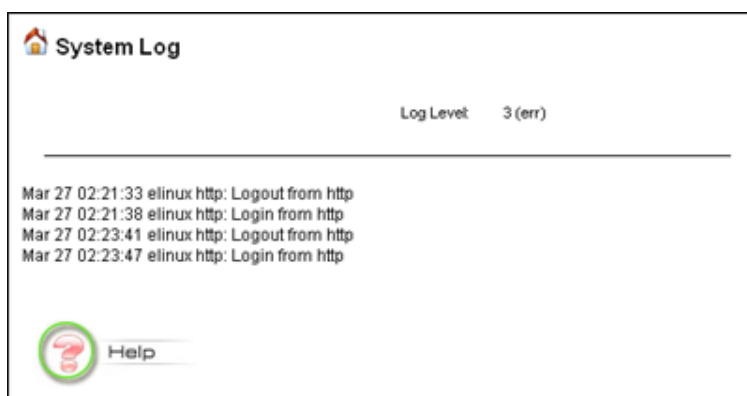 System Log
Log Level: 3 (err)
Mar 27 02:21:33 elinux http: Logout from http
Mar 27 02:21:38 elinux http: Login from http
Mar 27 02:23:41 elinux http: Logout from http
Mar 27 02:23:47 elinux http: Login from http
? Help